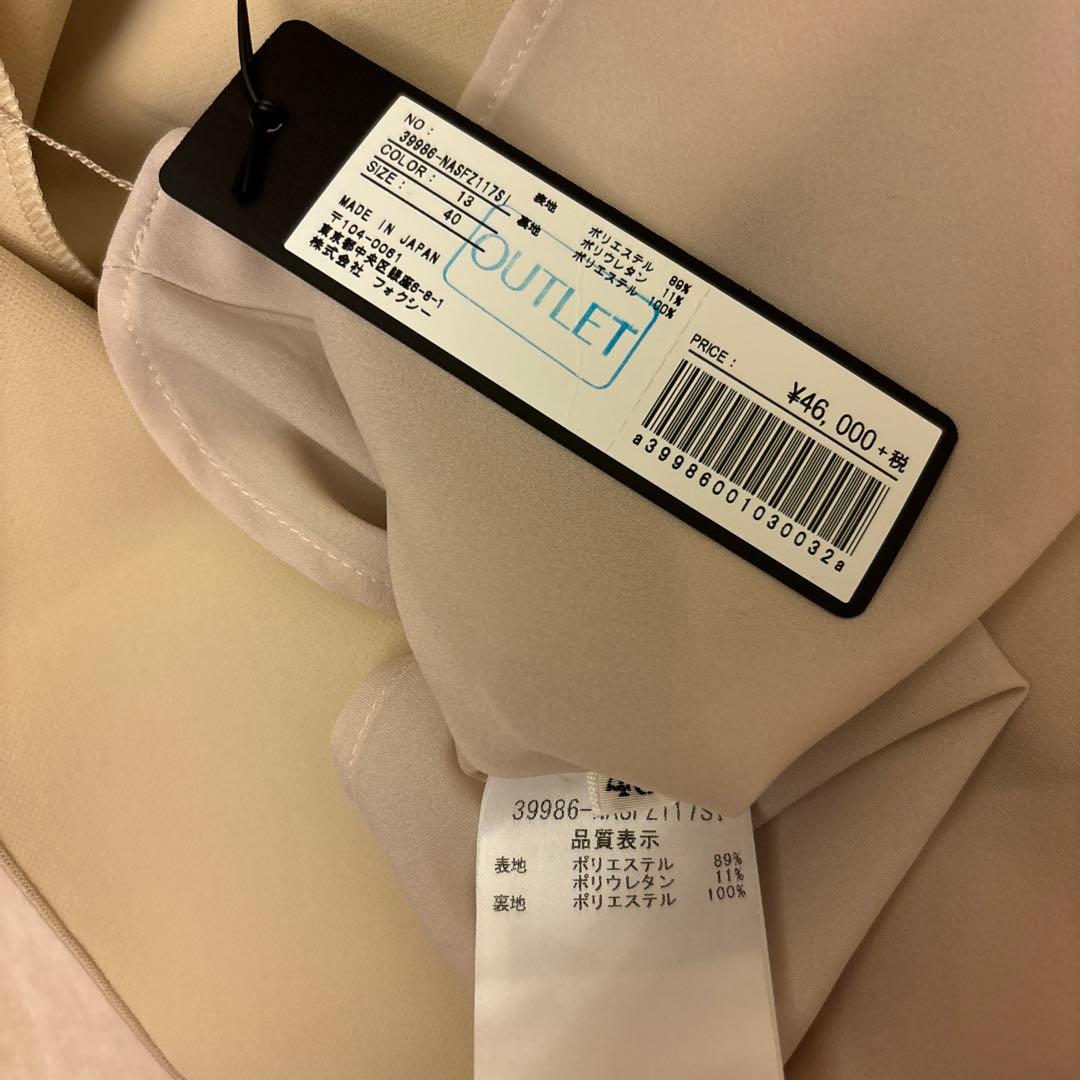 NO:
39986-NASFZ117SI
COLOR: 13
SIZE: 40
表地 ポリエステル 89%
ポリウレタン 11%
裏地 ポリエステル 100%
MADE IN JAPAN
〒104-0061
東京都中央区銀座6-8-1
株式会社 フォクシー
OUTLET
PRICE:
¥46,000+税
a39986001030032a
39986-NASFZ117SI
品質表示
表地 ポリエステル 89%
ポリウレタン 11%
裏地 ポリエステル 100%